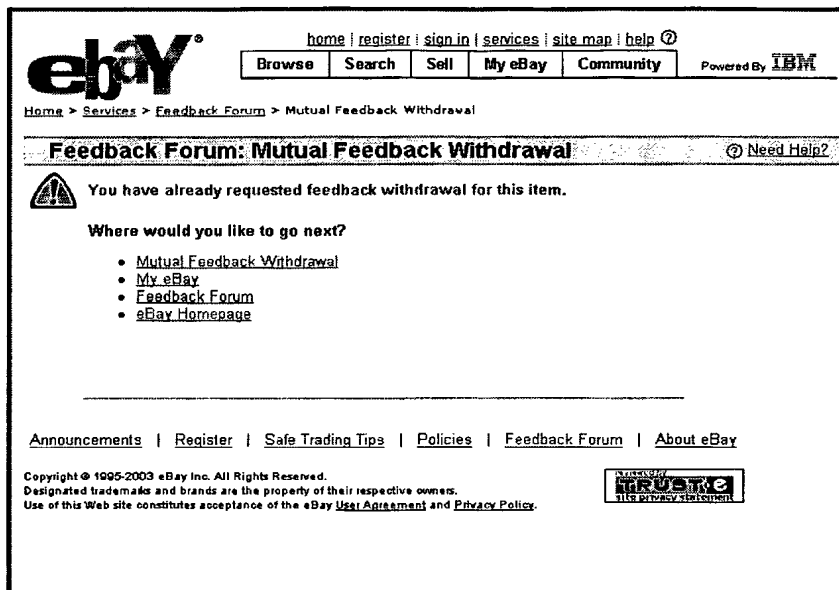 ebay®
home | register | sign in | services | site map | help ?
Browse Search Sell My eBay Community Powered By IBM
Home > Services > Feedback Forum > Mutual Feedback Withdrawal
Feedback Forum: Mutual Feedback Withdrawal ? Need Help?
You have already requested feedback withdrawal for this item.
Where would you like to go next?
• Mutual Feedback Withdrawal
• My eBay
• Feedback Forum
• eBay Homepage
Announcements | Register | Safe Trading Tips | Policies | Feedback Forum | About eBay
Copyright © 1995-2003 eBay Inc. All Rights Reserved.
Designated trademarks and brands are the property of their respective owners.
Use of this Web site constitutes acceptance of the eBay User Agreement and Privacy Policy.
reviewed by
TRUST·e
site privacy statement